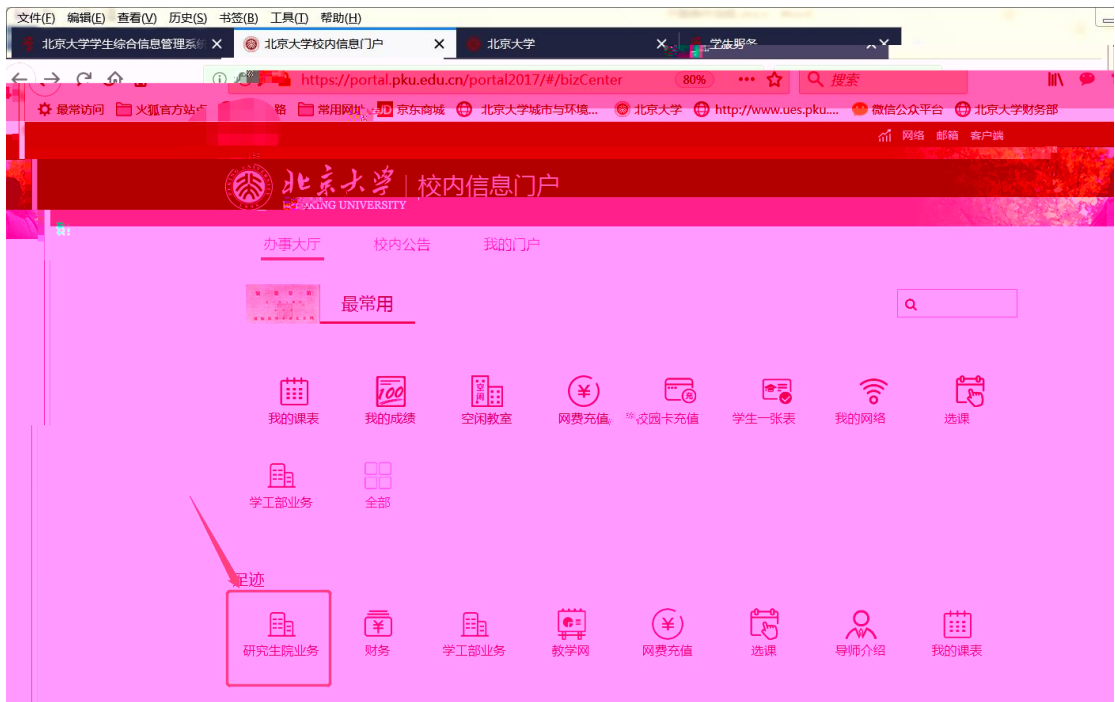 文件(F) 编辑(E) 查看(V) 历史(S) 书签(B) 工具(T) 帮助(H)
北京大学学生综合信息管理系统 北京大学校内信息门户 北京大学
https://portal.pku.edu.cn/portal2017/#/bizCenter 80% 搜索
最常访问 火狐官方站点 常用网址 京东商城 北京大学城市与环境... 北京大学 http://www.ues.pku.... 微信公众平台 北京大学财务部
网络 邮箱 客户端
北京大学 校内信息门户
PEKING UNIVERSITY
办事大厅 校内公告 我的门户
最常用
我的课表 我的成绩 空闲教室 网费充值 校园卡充值 学生一张表 我的网络 选课
学工部业务 全部
足迹
研究生院业务 财务 学工部业务 教学网 网费充值 选课 导师介绍 我的课表